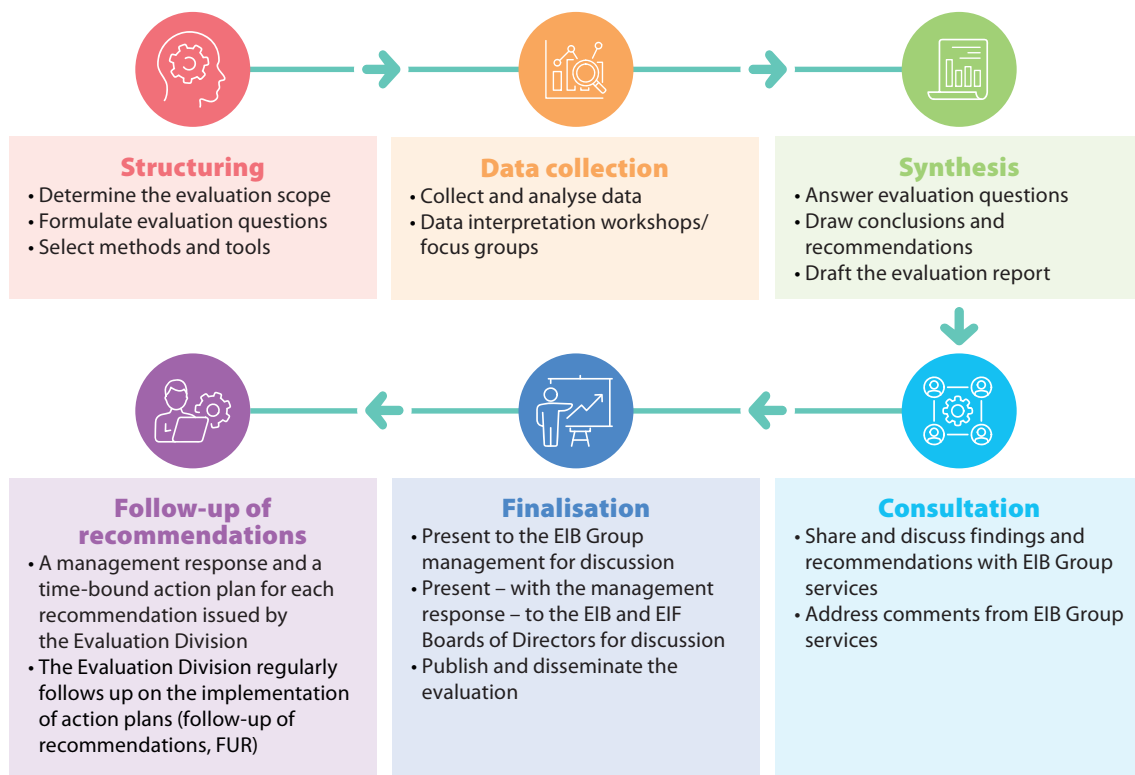 Structuring
• Determine the evaluation scope
• Formulate evaluation questions
• Select methods and tools
Data collection
• Collect and analyse data
• Data interpretation workshops/
focus groups
Synthesis
• Answer evaluation questions
• Draw conclusions and
recommendations
• Draft the evaluation report
Consultation
• Share and discuss findings and
recommendations with EIB Group
services
• Address comments from EIB Group
services
Finalisation
• Present to the EIB Group
management for discussion
• Present – with the management
response – to the EIB and EIF
Boards of Directors for discussion
• Publish and disseminate the
evaluation
Follow-up of
recommendations
• A management response and a
time-bound action plan for each
recommendation issued by
the Evaluation Division
• The Evaluation Division regularly
follows up on the implementation
of action plans (follow-up of
recommendations, FUR)